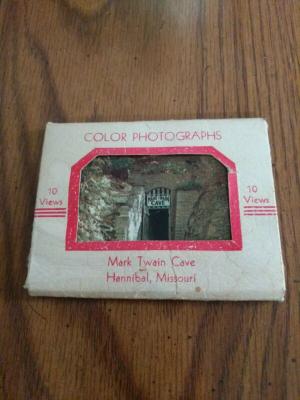 COLOR PHOTOGRAPHS
10
Views
10
Views
CAVE
Mark Twain Cave
Hannibal, Missouri